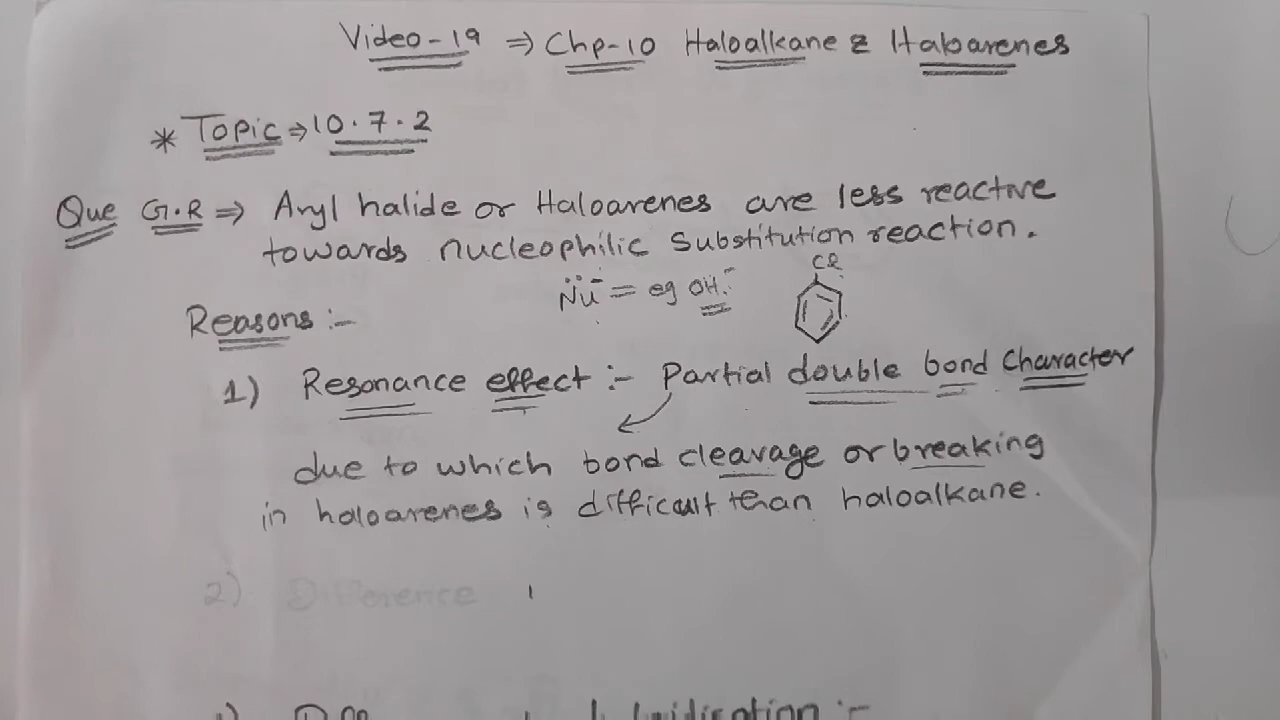 Video-19 ⇒ Chp-10 Haloalkane & Haloarenes
* Topic ⇒ 10.7.2
Que G.R ⇒ Aryl halide or Haloarenes are less reactive
towards nucleophilic substitution reaction.
Cl
Nü⁻ = eg OH⁻
Reasons :-
1) Resonance effect :- Partial double bond Character
due to which bond cleavage or breaking
in haloarenes is difficult than haloalkane.
2) Difference